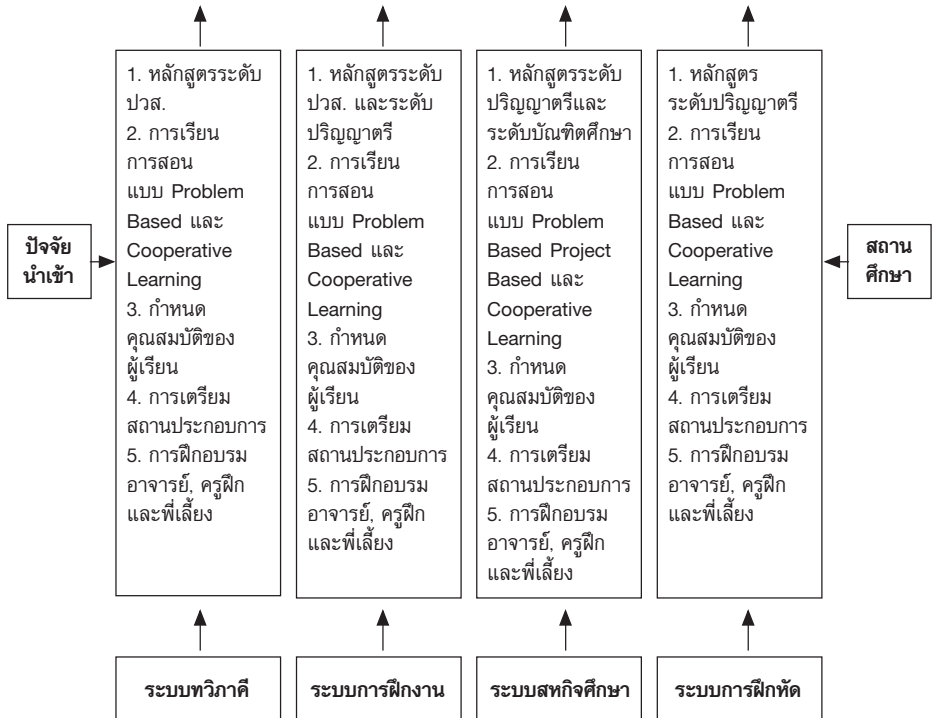 ปัจจัย
นำเข้า
1. หลักสูตรระดับ
ปวส.
2. การเรียน
การสอน
แบบ Problem
Based และ
Cooperative
Learning
3. กำหนด
คุณสมบัติของ
ผู้เรียน
4. การเตรียม
สถานประกอบการ
5. การฝึกอบรม
อาจารย์, ครูฝึก
และพี่เลี้ยง
1. หลักสูตรระดับ
ปวส. และระดับ
ปริญญาตรี
2. การเรียน
การสอน
แบบ Problem
Based และ
Cooperative
Learning
3. กำหนด
คุณสมบัติของ
ผู้เรียน
4. การเตรียม
สถานประกอบการ
5. การฝึกอบรม
อาจารย์, ครูฝึก
และพี่เลี้ยง
1. หลักสูตรระดับ
ปริญญาตรีและ
ระดับบัณฑิตศึกษา
2. การเรียน
การสอน
แบบ Problem
Based Project
Based และ
Cooperative
Learning
3. กำหนด
คุณสมบัติของ
ผู้เรียน
4. การเตรียม
สถานประกอบการ
5. การฝึกอบรม
อาจารย์, ครูฝึก
และพี่เลี้ยง
1. หลักสูตร
ระดับปริญญาตรี
2. การเรียน
การสอน
แบบ Problem
Based และ
Cooperative
Learning
3. กำหนด
คุณสมบัติของ
ผู้เรียน
4. การเตรียม
สถานประกอบการ
5. การฝึกอบรม
อาจารย์, ครูฝึก
และพี่เลี้ยง
สถาน
ศึกษา
ระบบทวิภาคี
ระบบการฝึกงาน
ระบบสหกิจศึกษา
ระบบการฝึกหัด